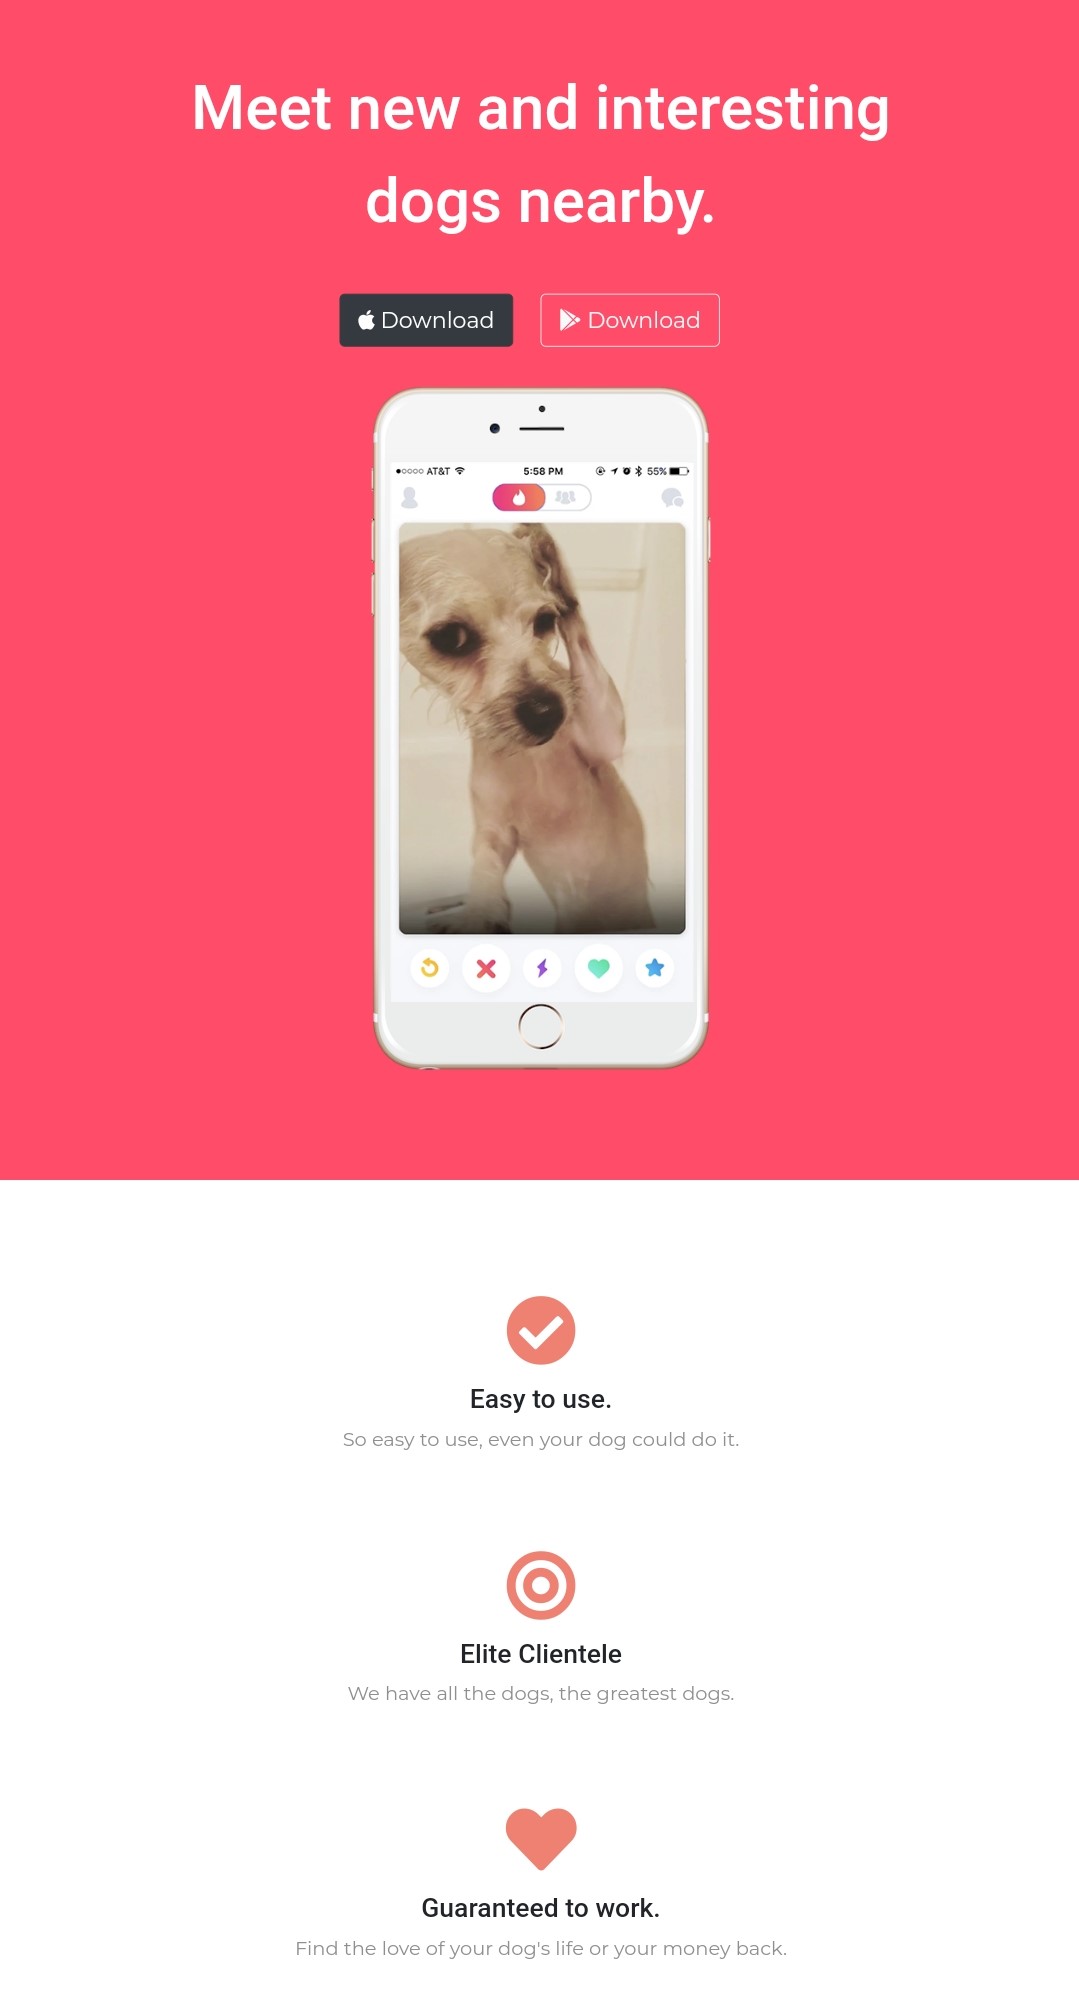 Meet new and interesting
dogs nearby.
Download
Download
AT&T
5:58 PM
55%
Easy to use.
So easy to use, even your dog could do it.
Elite Clientele
We have all the dogs, the greatest dogs.
Guaranteed to work.
Find the love of your dog's life or your money back.